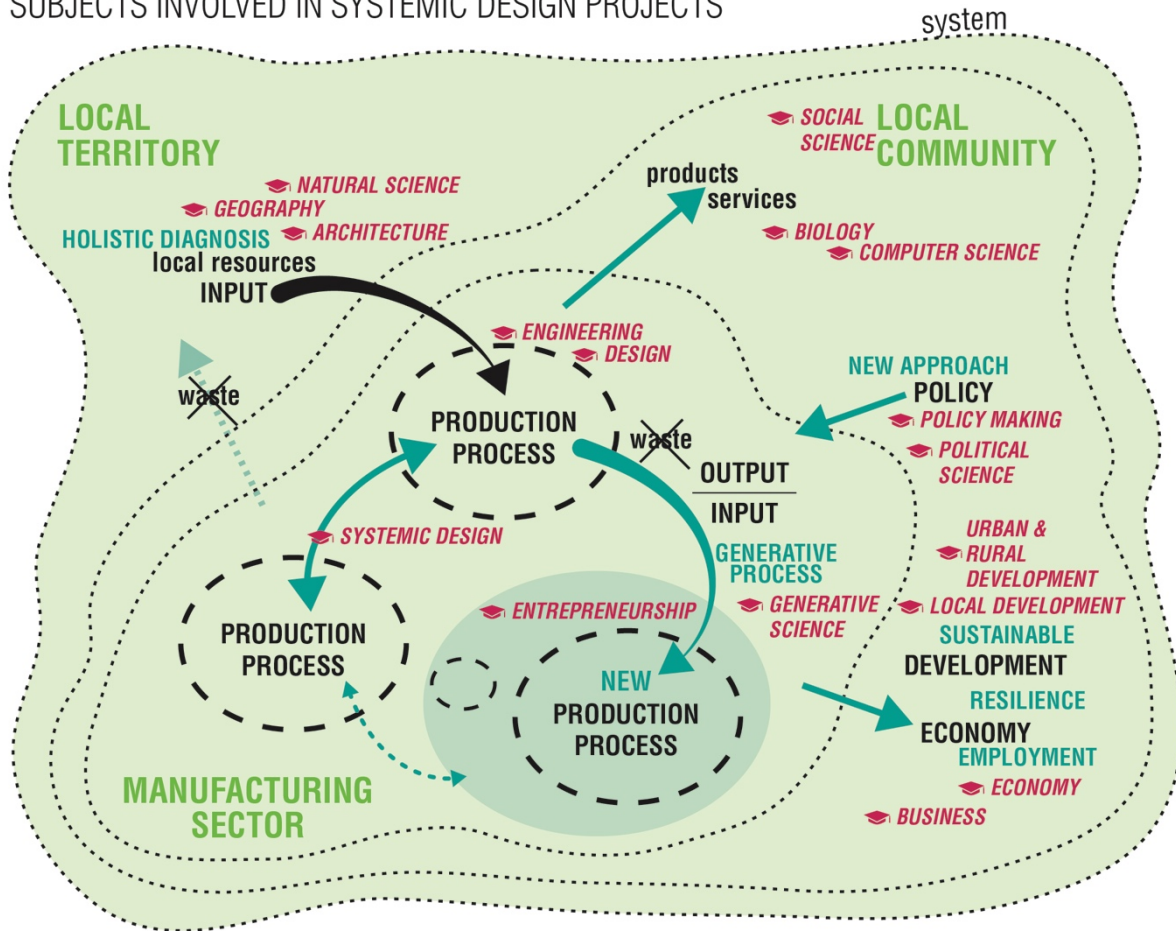 SUBJECTS INVOLVED IN SYSTEMIC DESIGN PROJECTS
system
LOCAL
TERRITORY
NATURAL SCIENCE
GEOGRAPHY
HOLISTIC DIAGNOSIS
ARCHITECTURE
local resources
INPUT
SOCIAL
SCIENCE
LOCAL
COMMUNITY
products
services
BIOLOGY
COMPUTER SCIENCE
ENGINEERING
DESIGN
waste
PRODUCTION
PROCESS
waste
OUTPUT
INPUT
NEW APPROACH
POLICY
POLICY MAKING
POLITICAL
SCIENCE
SYSTEMIC DESIGN
GENERATIVE
PROCESS
GENERATIVE
SCIENCE
URBAN &
RURAL
DEVELOPMENT
LOCAL DEVELOPMENT
SUSTAINABLE
DEVELOPMENT
RESILIENCE
ECONOMY
EMPLOYMENT
ECONOMY
BUSINESS
PRODUCTION
PROCESS
ENTREPRENEURSHIP
NEW
PRODUCTION
PROCESS
MANUFACTURING
SECTOR